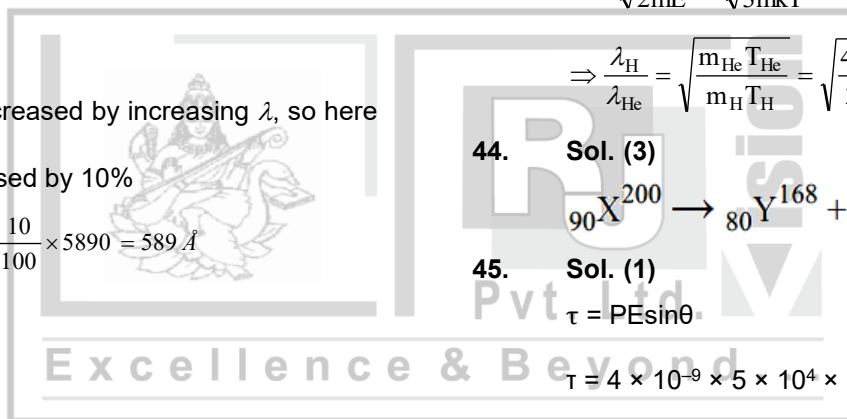 creased by increasing λ, so here
sed by 10%
10/100 × 5890 = 589 Å
√2mE √3mkT
⇒ λ_H/λ_He = √(m_He T_He / m_H T_H) = √4
44. Sol. (3)
₉₀X²⁰⁰ ⟶ ₈₀Y¹⁶⁸ +
45. Sol. (1)
τ = PEsinθ
τ = 4 × 10⁻⁹ × 5 × 10⁴ ×
RJ Vision
Pvt. Ltd.
Excellence & Beyond